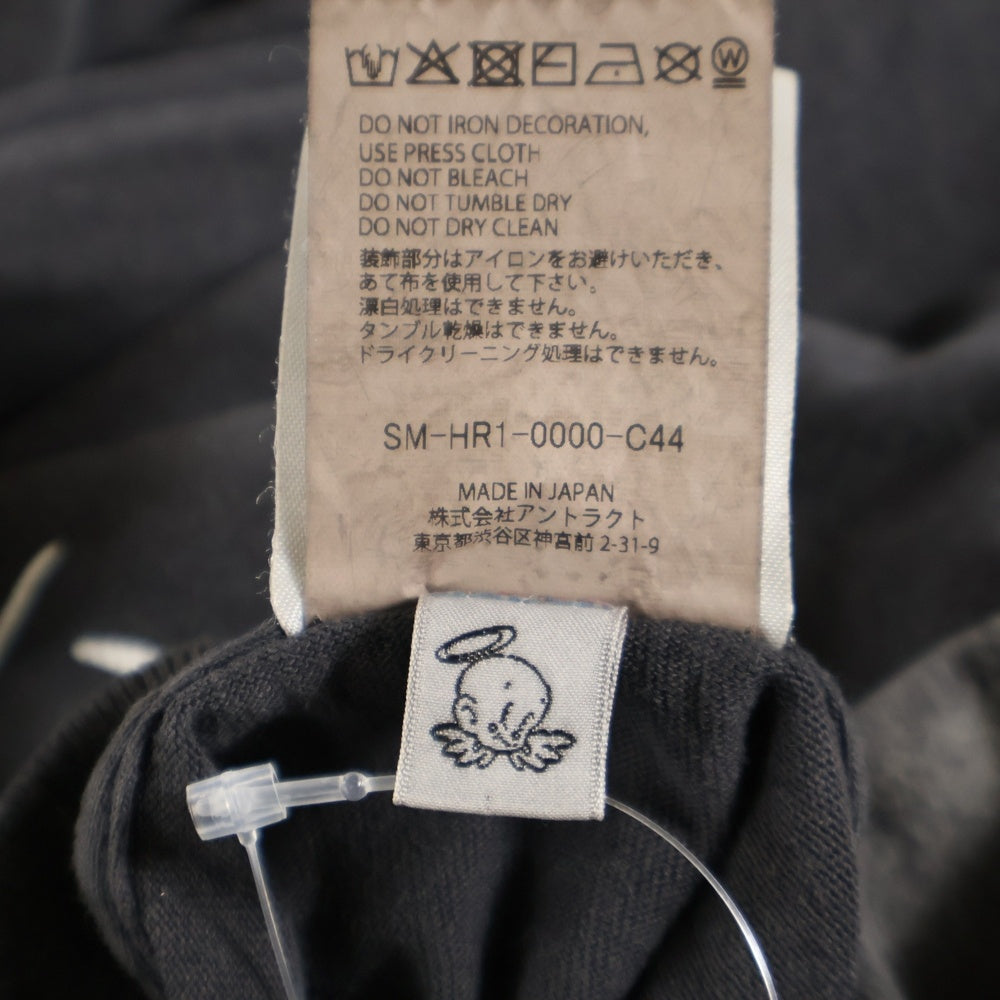 W
DO NOT IRON DECORATION,
USE PRESS CLOTH
DO NOT BLEACH
DO NOT TUMBLE DRY
DO NOT DRY CLEAN
装飾部分はアイロンをお避けいただき、
あて布を使用して下さい。
漂白処理はできません。
タンブル乾燥はできません。
ドライクリーニング処理はできません。
SM-HR1-0000-C44
MADE IN JAPAN
株式会社アントラクト
東京都渋谷区神宮前 2-31-9